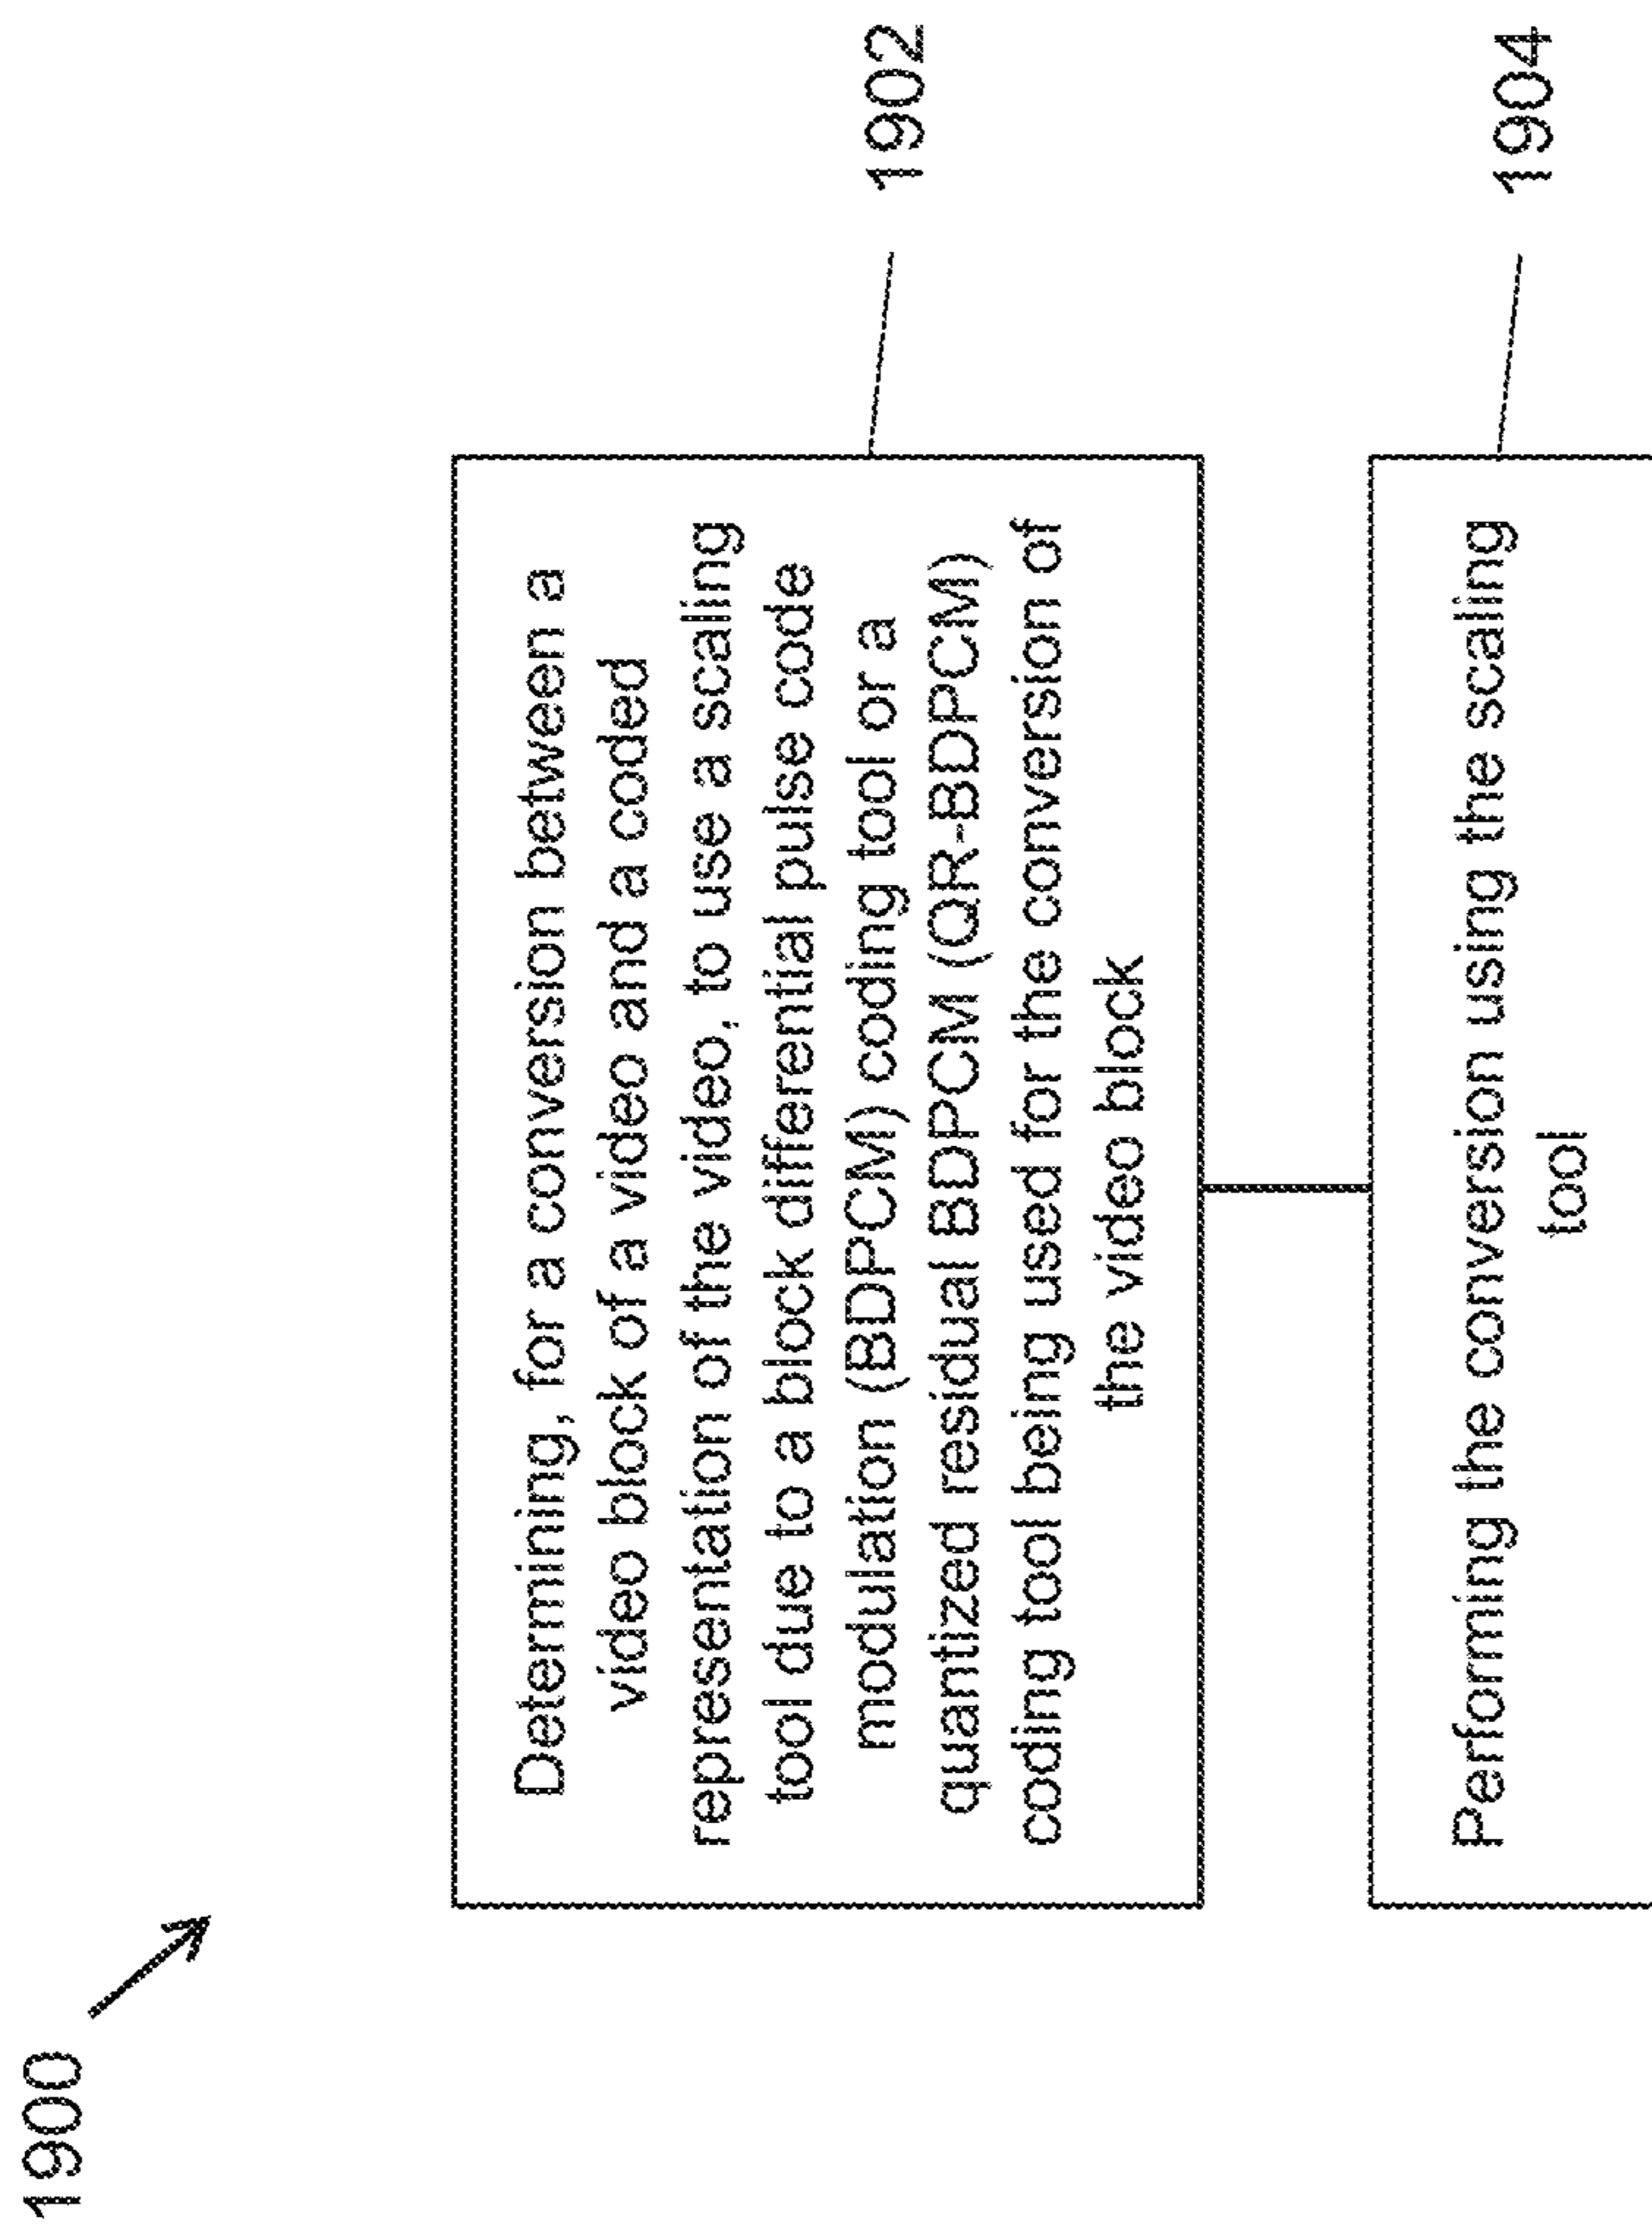 1900
Determining, for a conversion between a
video block of a video and a coded
representation of the video, to use a scaling
tool due to a block differential pulse code
modulation (BDPCM) coding tool or a
quantized residual BDPCM (QR-BDPCM)
coding tool being used for the conversion of
the video block
1902
Performing the conversion using the scaling
tool
1904